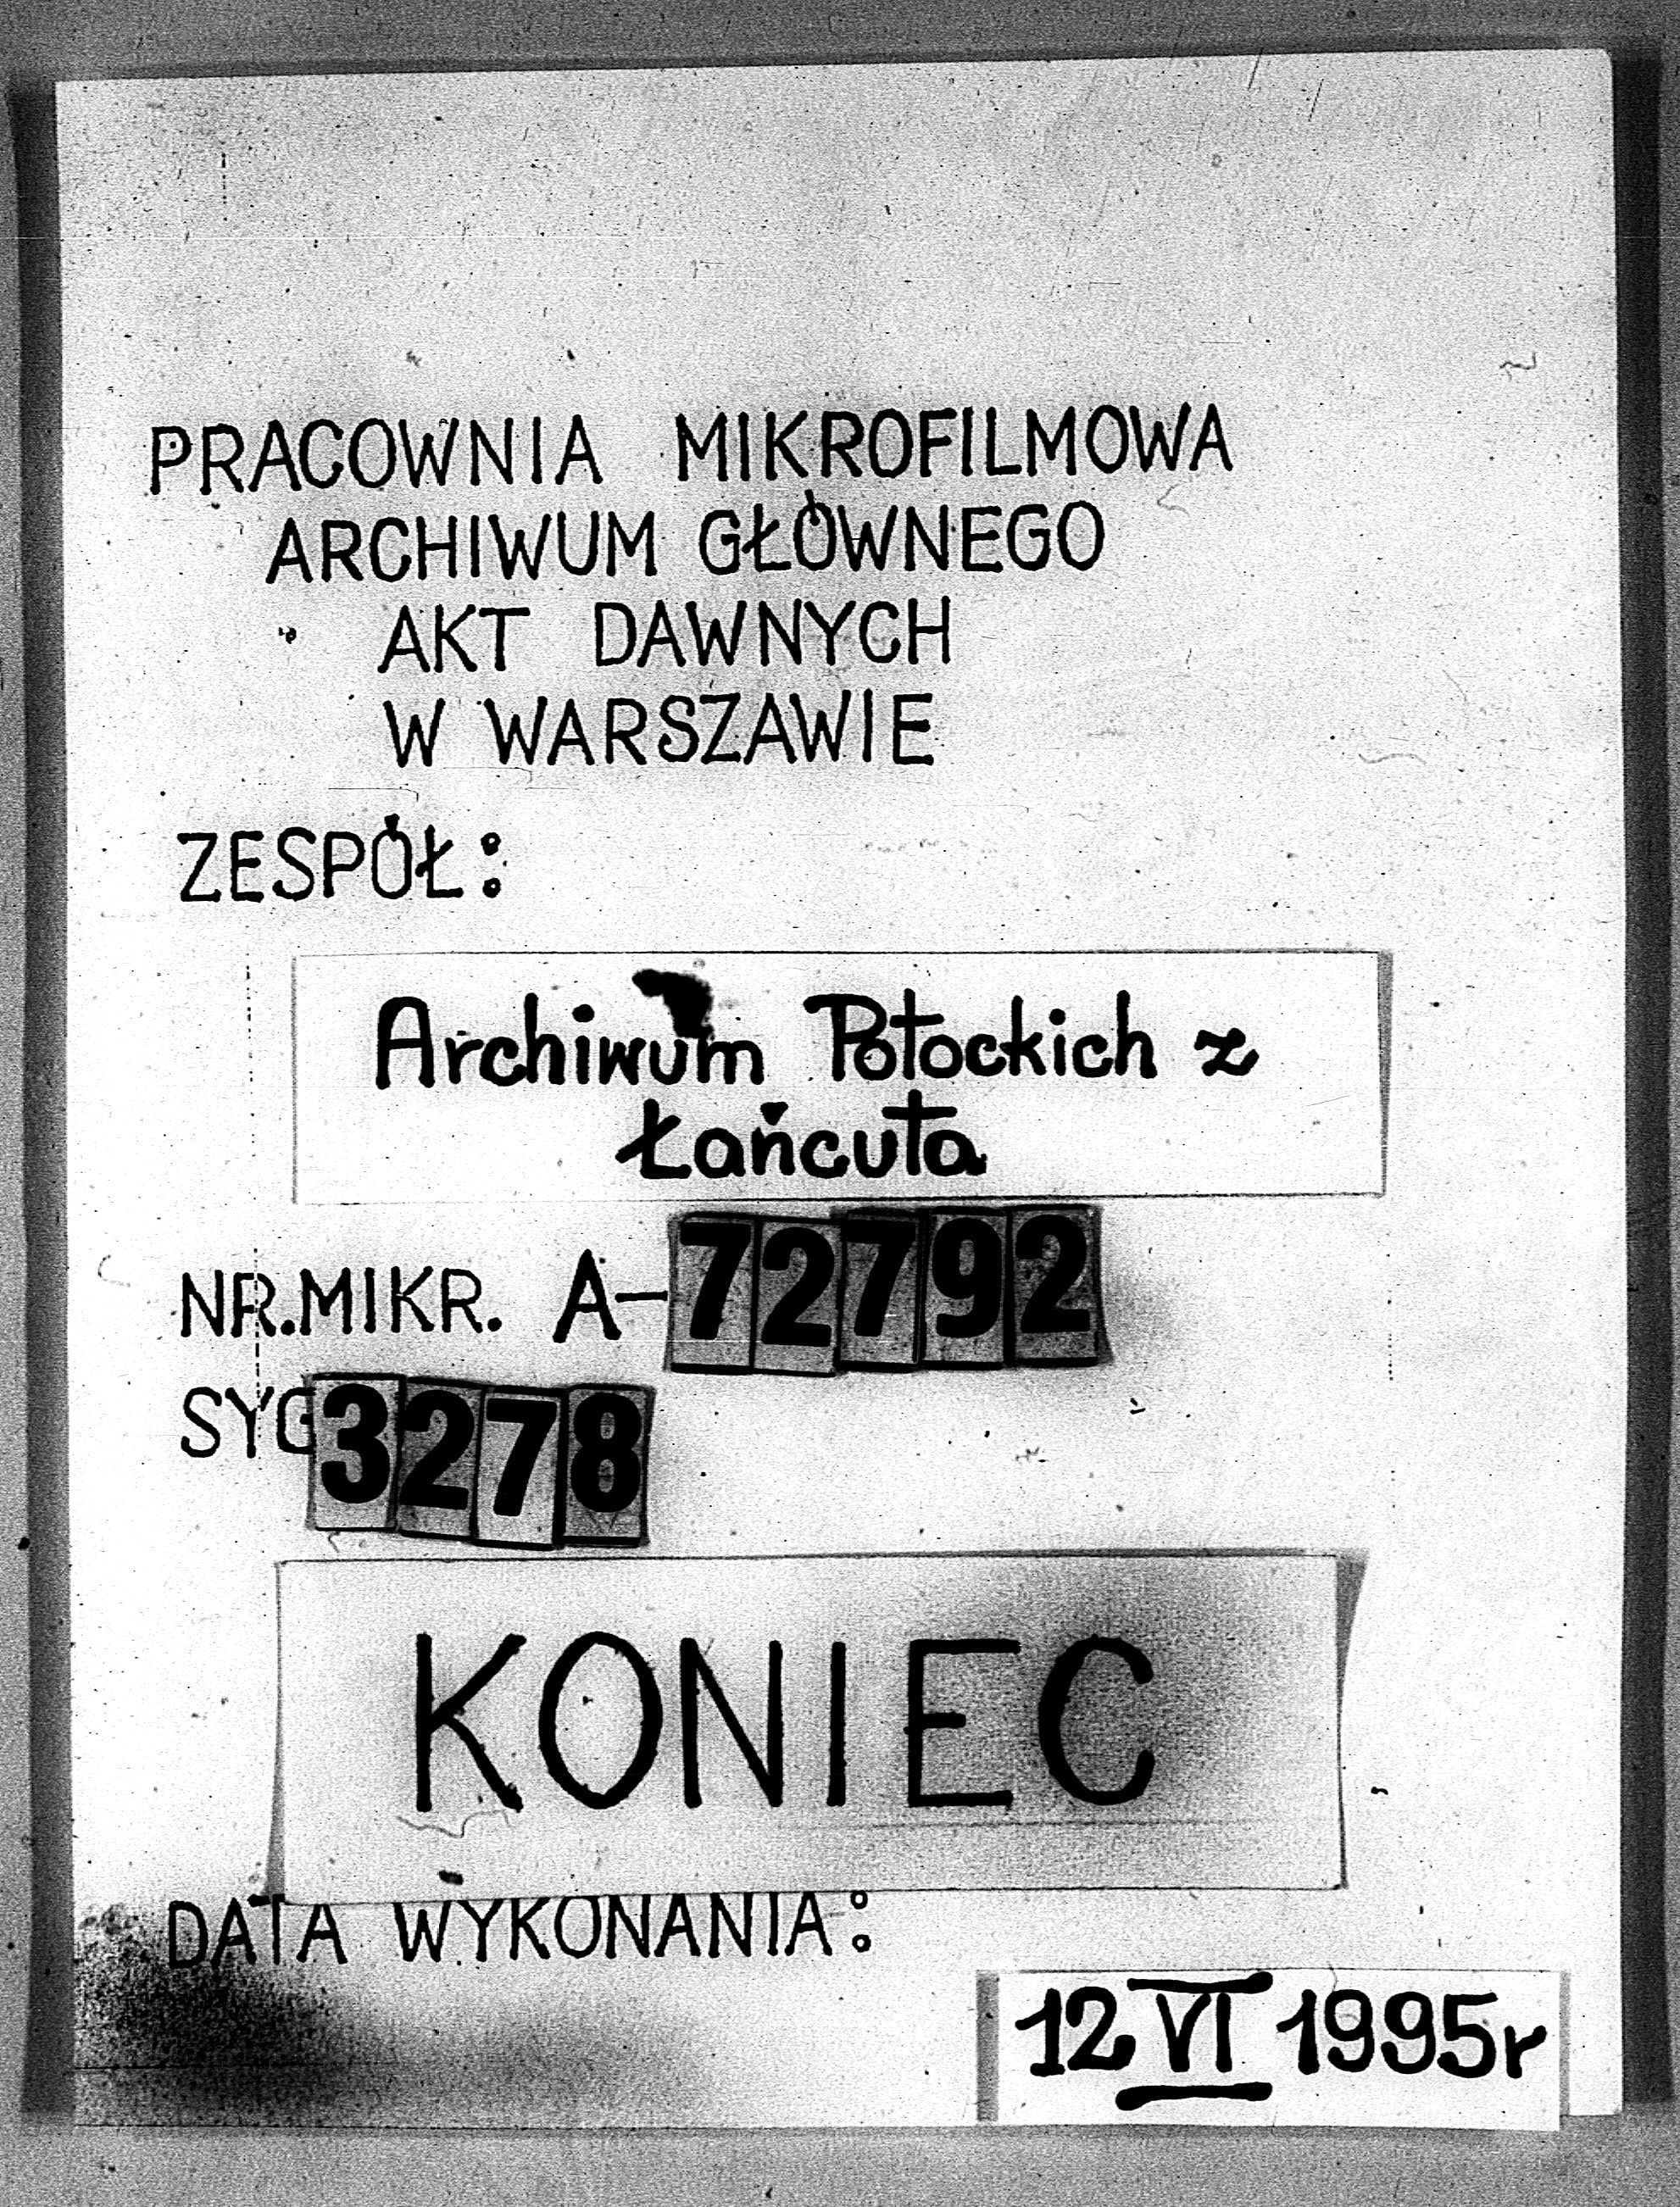 PRACOWNIA MIKROFILMOWA
ARCHIWUM GŁÓWNEGO
AKT DAWNYCH
W WARSZAWIE
ZESPÓŁ:
Archiwum Potockich z
Łańcuta
NR.MIKR. A-72792
SYG 3278
KONIEC
DATA WYKONANIA:
12 VI 1995r